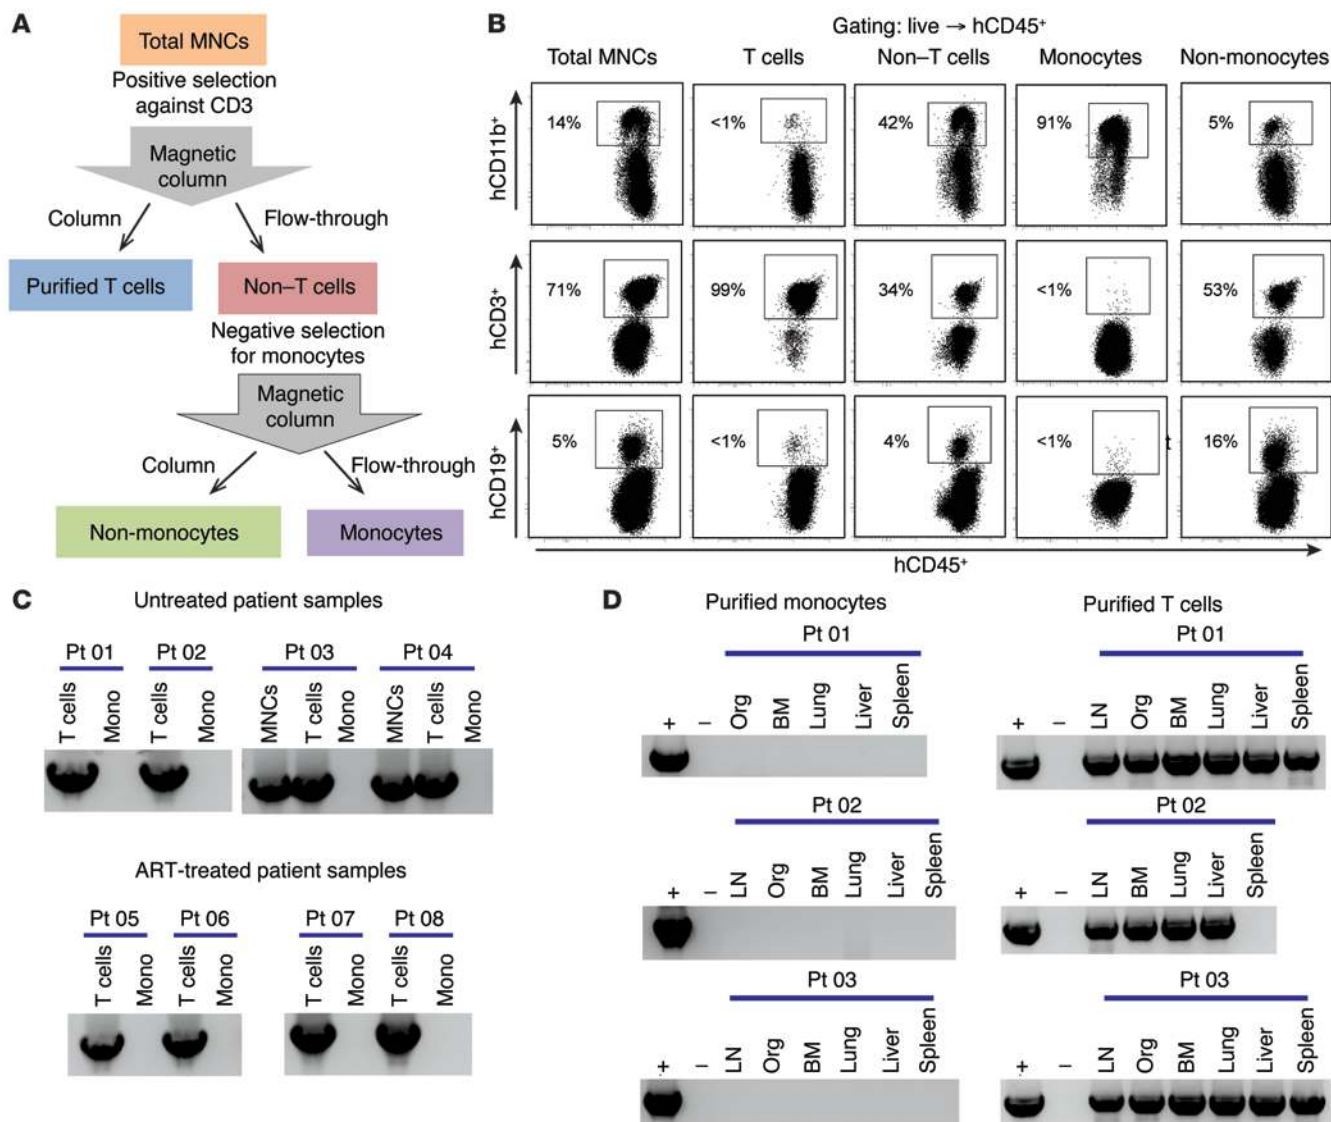 A
Total MNCs
Positive selection
against CD3
Magnetic
column
Column
Flow-through
Purified T cells
Non–T cells
Negative selection
for monocytes
Magnetic
column
Column
Flow-through
Non-monocytes
Monocytes
B
Gating: live → hCD45⁺
Total MNCs T cells Non–T cells Monocytes Non-monocytes
hCD11b⁺
14% <1% 42% 91% 5%
hCD3⁺
71% 99% 34% <1% 53%
hCD19⁺
5% <1% 4% <1% t 16%
hCD45⁺
C
Untreated patient samples
Pt 01 Pt 02 Pt 03 Pt 04
T cells Mono T cells Mono MNCs T cells Mono MNCs T cells Mono
ART-treated patient samples
Pt 05 Pt 06 Pt 07 Pt 08
T cells Mono T cells Mono T cells Mono T cells Mono
D
Purified monocytes
Pt 01
+ – Org BM Lung Liver Spleen
Pt 02
+ – LN Org BM Lung Liver Spleen
Pt 03
+ – LN Org BM Lung Liver Spleen
Purified T cells
Pt 01
+ – LN Org BM Lung Liver Spleen
Pt 02
+ – LN BM Lung Liver Spleen
Pt 03
+ – LN Org BM Lung Liver Spleen